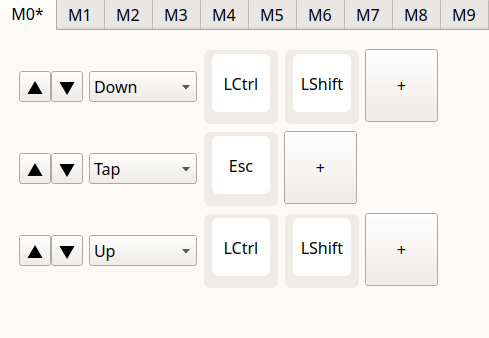 M0* M1 M2 M3 M4 M5 M6 M7 M8 M9
Down LCtrl LShift +
Tap Esc +
Up LCtrl LShift +